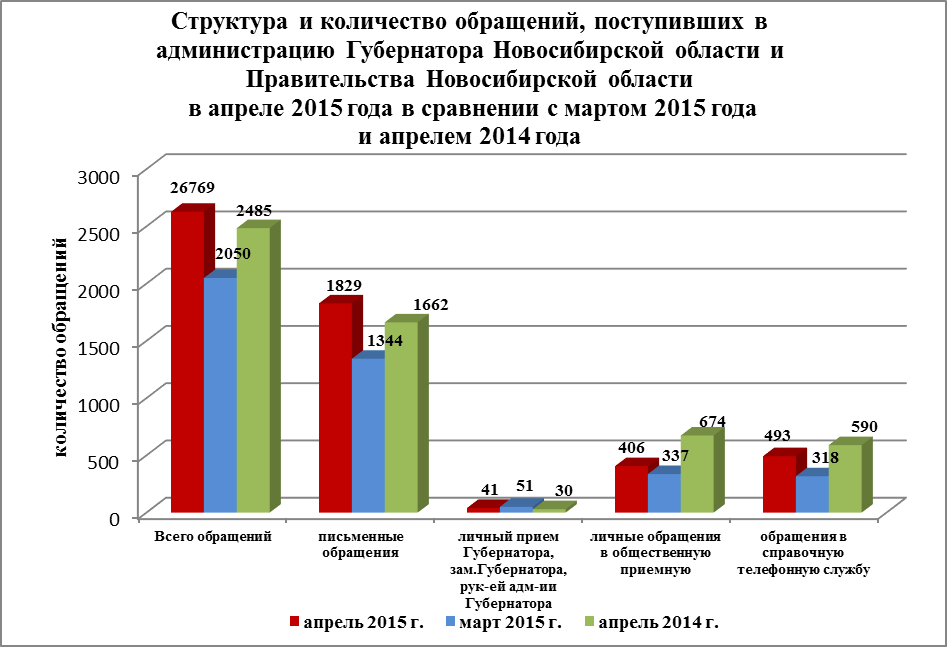 Структура и количество обращений, поступивших в
администрацию Губернатора Новосибирской области и
Правительства Новосибирской области
в апреле 2015 года в сравнении с мартом 2015 года
и апрелем 2014 года
количество обращений
3000
2500
2000
1500
1000
500
0
26769
2050
2485
1829
1344
1662
41
51
30
406
337
674
493
318
590
Всего обращений
письменные
обращения
личный прием
Губернатора,
зам.Губернатора,
рук-ей адм-ии
Губернатора
личные обращения
в общественную
приемную
обращения в
справочную
телефонную службу
апрель 2015 г.
март 2015 г.
апрель 2014 г.